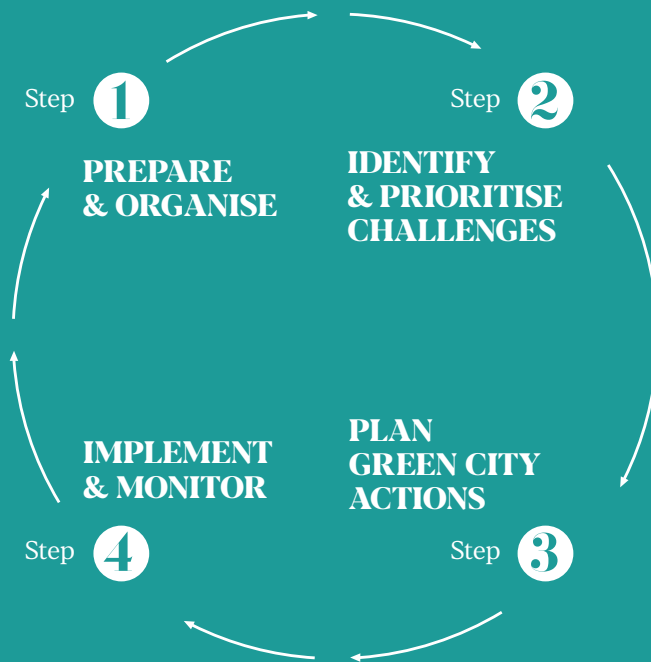 Step 1
PREPARE
& ORGANISE
Step 2
IDENTIFY
& PRIORITISE
CHALLENGES
PLAN
GREEN CITY
ACTIONS
Step 3
IMPLEMENT
& MONITOR
Step 4